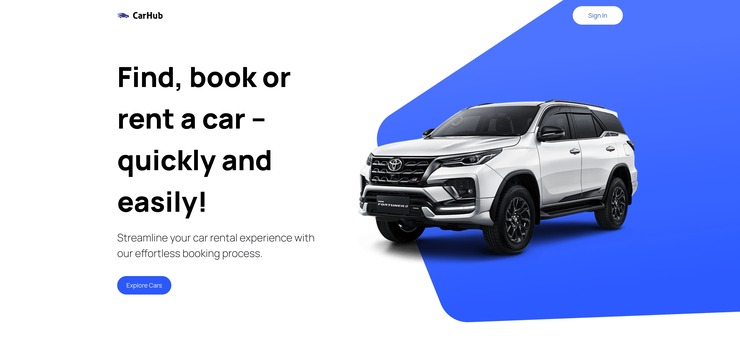 CarHub
Sign In
Find, book or
rent a car –
quickly and
easily!
Streamline your car rental experience with
our effortless booking process.
Explore Cars
FORTUNER